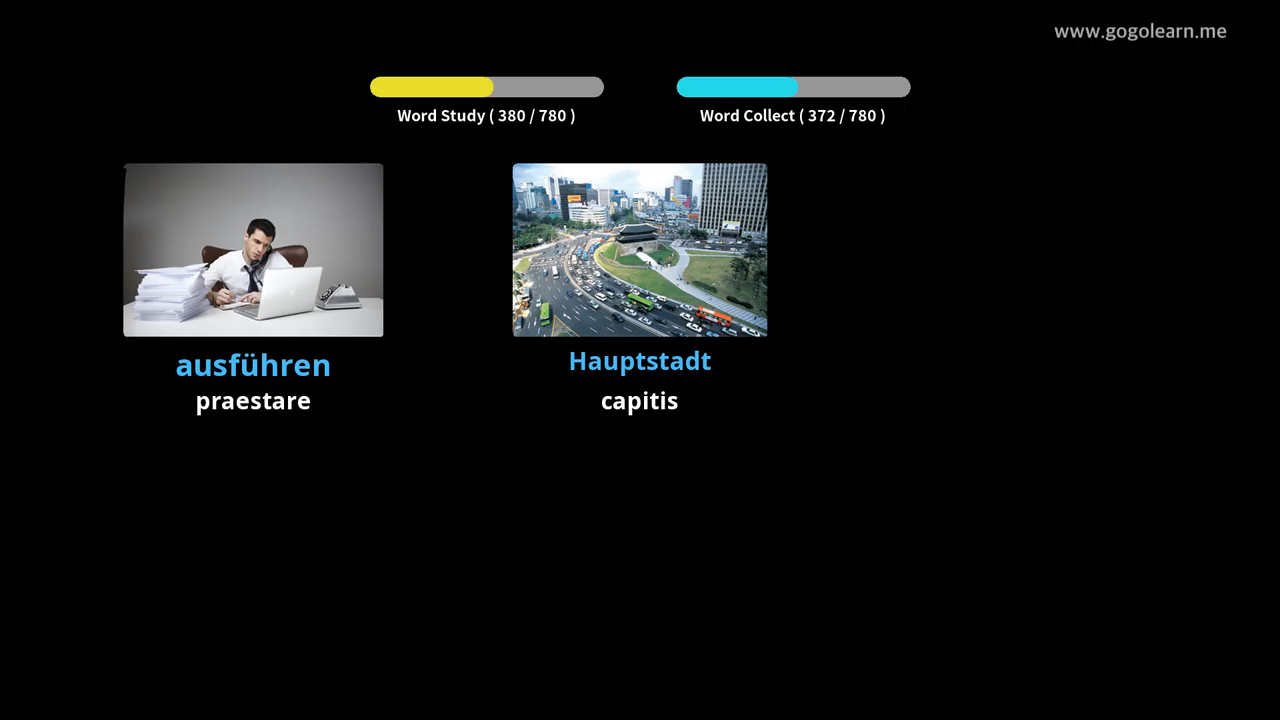 www.gogolearn.me
Word Study ( 380 / 780 )
Word Collect ( 372 / 780 )
ausführen
praestare
Hauptstadt
capitis